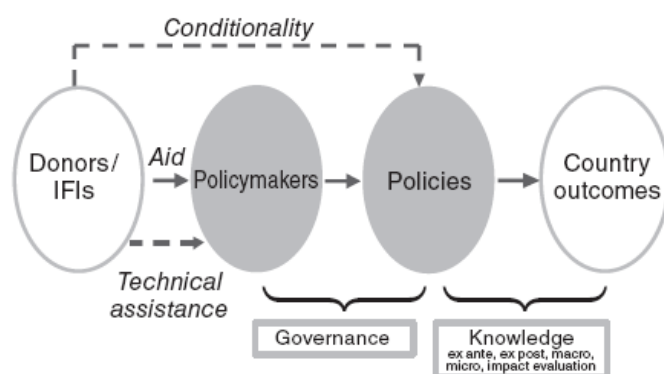 Conditionality
Donors/
IFIs
Aid
Policymakers
Policies
Country
outcomes
Technical
assistance
Governance
Knowledge
ex ante, ex post, macro,
micro, impact evaluation